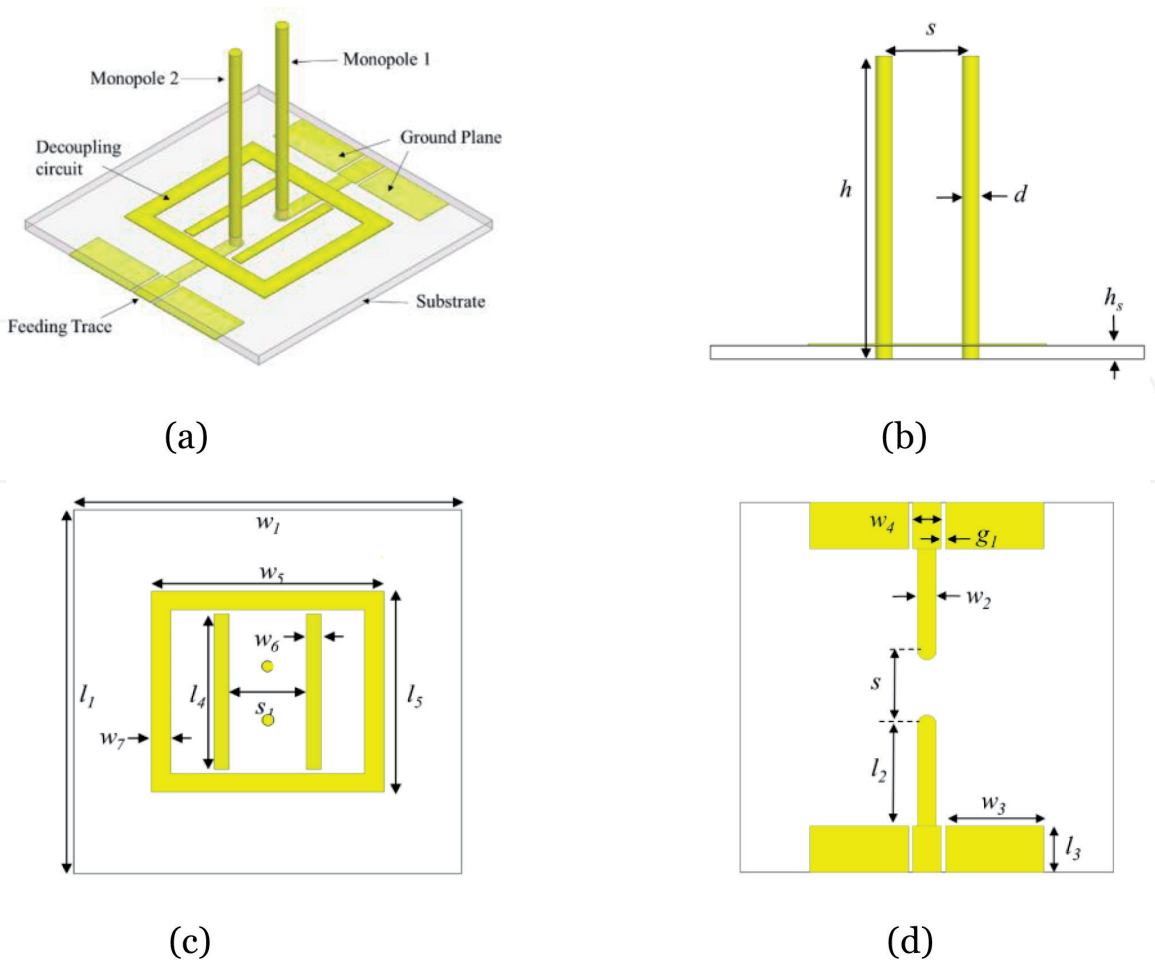 Monopole 1
Monopole 2
Decoupling
circuit
Ground Plane
Substrate
Feeding Trace
(a)
s
h
d
hₛ
(b)
w₁
w₅
w₆
l₁
l₄
s₁
l₅
w₇
(c)
w₄
g₁
w₂
s
l₂
w₃
l₃
(d)